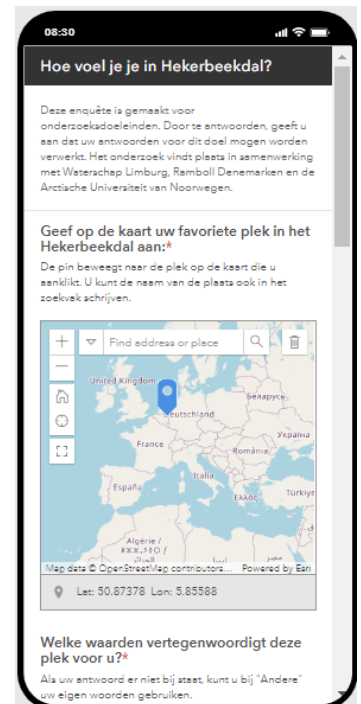 08:30
Hoe voel je je in Hekerbeekdal?
Deze enquête is gemaakt voor
onderzoeksdoeleinden. Door te antwoorden, geeft u
aan dat uw antwoorden voor dit doel mogen worden
verwerkt. Het onderzoek vindt plaats in samenwerking
met Waterschap Limburg, Ramboll Denemarken en de
Arctische Universiteit van Noorwegen.
Geef op de kaart uw favoriete plek in het
Hekerbeekdal aan:*
De pin beweegt naar de plek op de kaart die u
aanklikt. U kunt de naam van de plaats ook in het
zoekvak schrijven.
Find address or place
United Kingdom
Беларусь
Deutschland
Україна
France
România
Italia
España
Ελλάς
Türkiye
Algérie /
Map data © OpenStreetMap contributors... Powered by Esri
Lat: 50.87378 Lon: 5.85588
Welke waarden vertegenwoordigt deze
plek voor u?*
Als uw antwoord er niet bij staat, kunt u bij "Andere"
uw eigen woorden gebruiken.